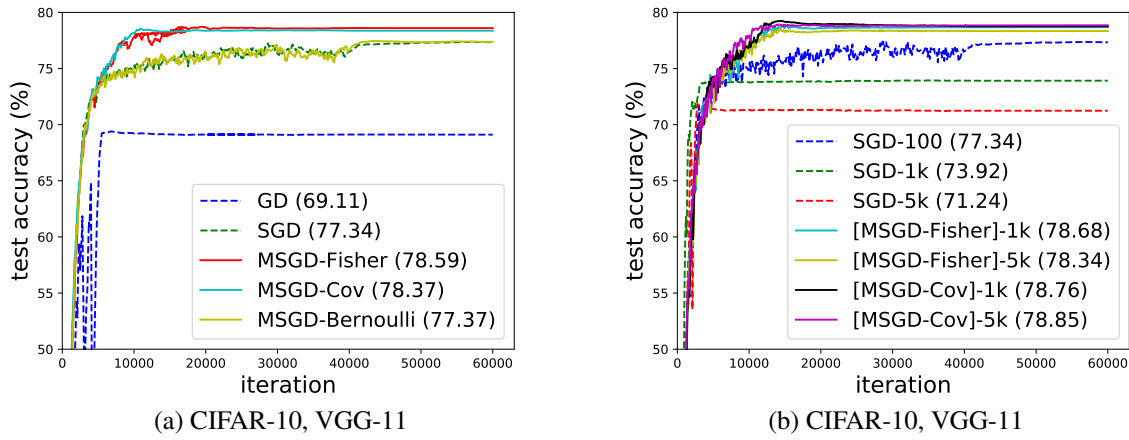 80
75
70
65
60
55
50
test accuracy (%)
GD (69.11)
SGD (77.34)
MSGD-Fisher (78.59)
MSGD-Cov (78.37)
MSGD-Bernoulli (77.37)
0 10000 20000 30000 40000 50000 60000
iteration
(a) CIFAR-10, VGG-11
80
75
70
65
60
55
50
test accuracy (%)
SGD-100 (77.34)
SGD-1k (73.92)
SGD-5k (71.24)
[MSGD-Fisher]-1k (78.68)
[MSGD-Fisher]-5k (78.34)
[MSGD-Cov]-1k (78.76)
[MSGD-Cov]-5k (78.85)
0 10000 20000 30000 40000 50000 60000
iteration
(b) CIFAR-10, VGG-11